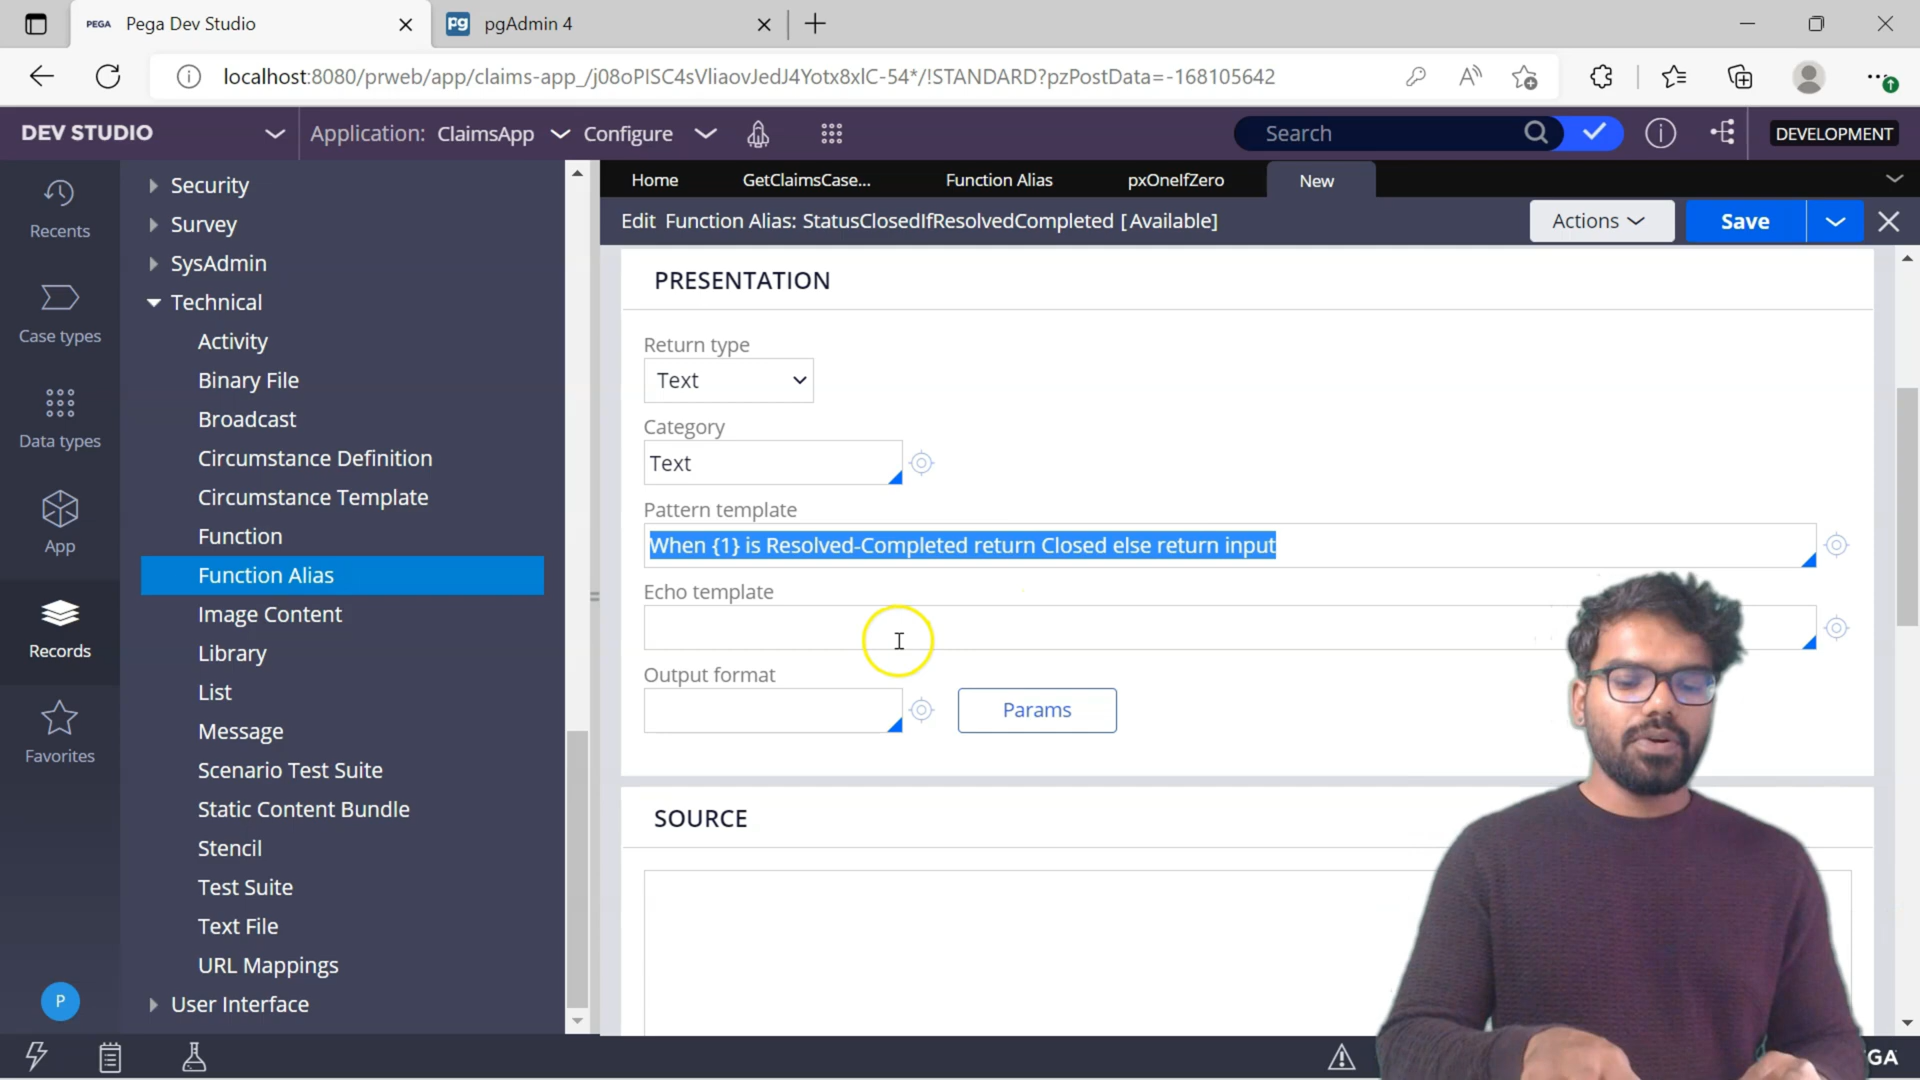 PEGA Pega Dev Studio
pg pgAdmin 4
localhost:8080/prweb/app/claims-app_/j08oPISC4sVliaovJedJ4Yotx8xlC-54*/!STANDARD?pzPostData=-168105642
DEV STUDIO
Application: ClaimsApp
Configure
Search
DEVELOPMENT
Recents
Case types
Data types
App
Records
Favorites
P
Security
Survey
SysAdmin
Technical
Activity
Binary File
Broadcast
Circumstance Definition
Circumstance Template
Function
Function Alias
Image Content
Library
List
Message
Scenario Test Suite
Static Content Bundle
Stencil
Test Suite
Text File
URL Mappings
User Interface
Home
GetClaimsCase...
Function Alias
pxOneIfZero
New
Edit Function Alias: StatusClosedIfResolvedCompleted [Available]
Actions
Save
PRESENTATION
Return type
Text
Category
Text
Pattern template
When {1} is Resolved-Completed return Closed else return input
Echo template
Output format
Params
SOURCE
GA